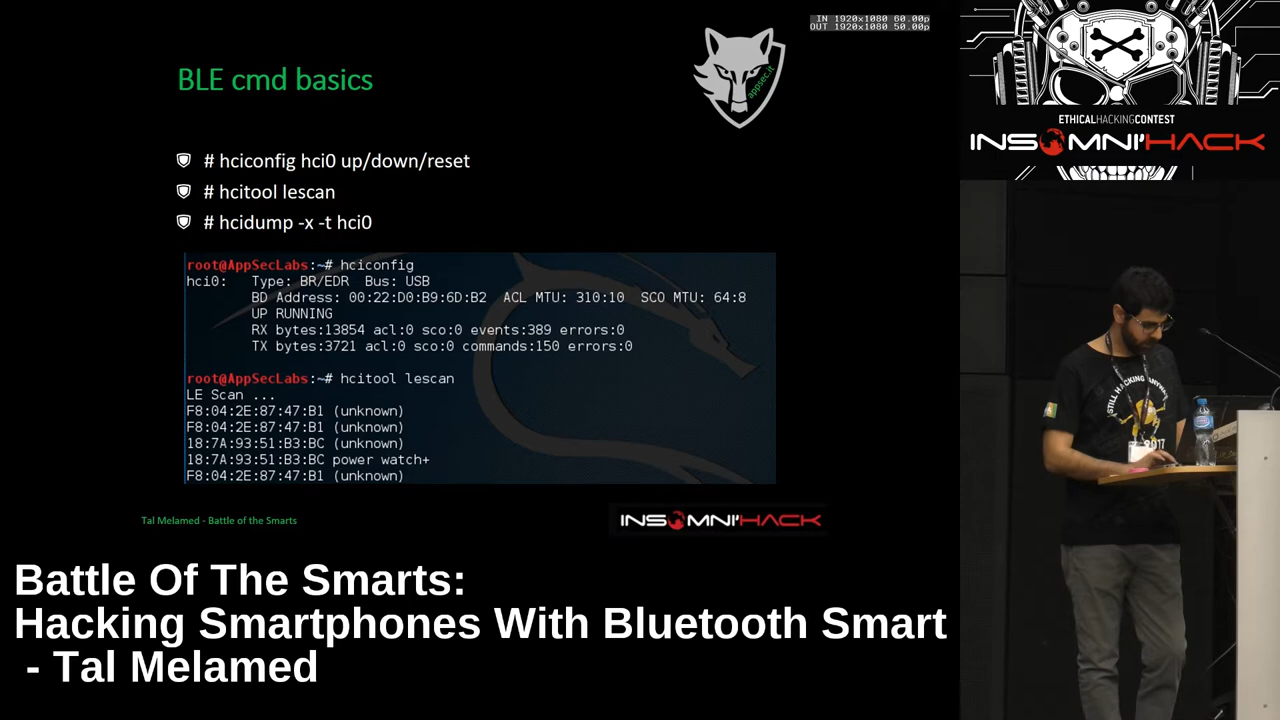 IN 1920x1080 60.00p
OUT 1920x1080 50.00p
appsec.it
BLE cmd basics
# hciconfig hci0 up/down/reset
# hcitool lescan
# hcidump -x -t hci0
root@AppSecLabs:~# hciconfig
hci0: Type: BR/EDR Bus: USB
BD Address: 00:22:D0:B9:6D:B2 ACL MTU: 310:10 SCO MTU: 64:8
UP RUNNING
RX bytes:13854 acl:0 sco:0 events:389 errors:0
TX bytes:3721 acl:0 sco:0 commands:150 errors:0
root@AppSecLabs:~# hcitool lescan
LE Scan ...
F8:04:2E:87:47:B1 (unknown)
F8:04:2E:87:47:B1 (unknown)
18:7A:93:51:B3:BC (unknown)
18:7A:93:51:B3:BC power watch+
F8:04:2E:87:47:B1 (unknown)
Tal Melamed - Battle of the Smarts
INSOMNI'HACK
Battle Of The Smarts:
Hacking Smartphones With Bluetooth Smart
- Tal Melamed
ETHICALHACKINGCONTEST
INSOMNI'HACK
STILL HACKING
2017